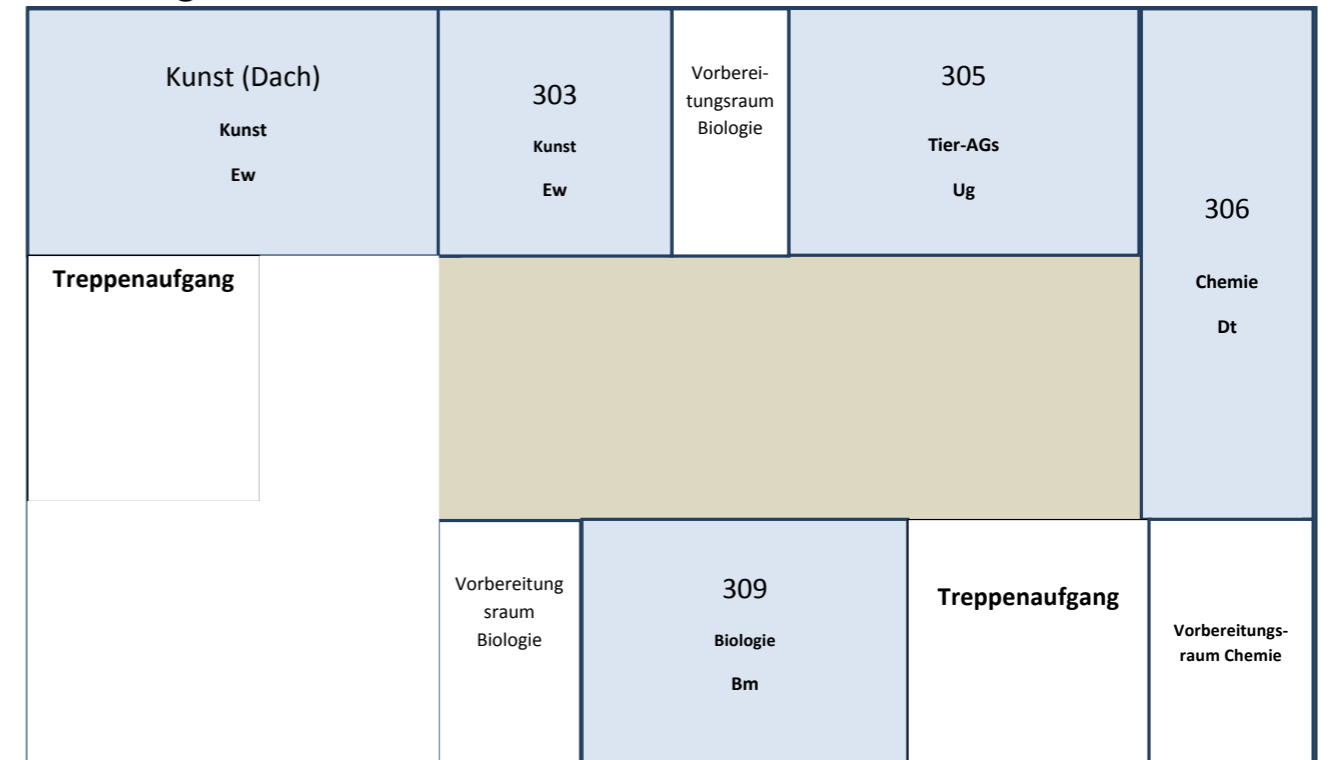 Kunst (Dach)
Kunst
Ew
303
Kunst
Ew
Vorberei-
tungsraum
Biologie
305
Tier-AGs
Ug
306
Chemie
Dt
Treppenaufgang
Vorbereitung
sraum
Biologie
309
Biologie
Bm
Treppenaufgang
Vorbereitungs-
raum Chemie